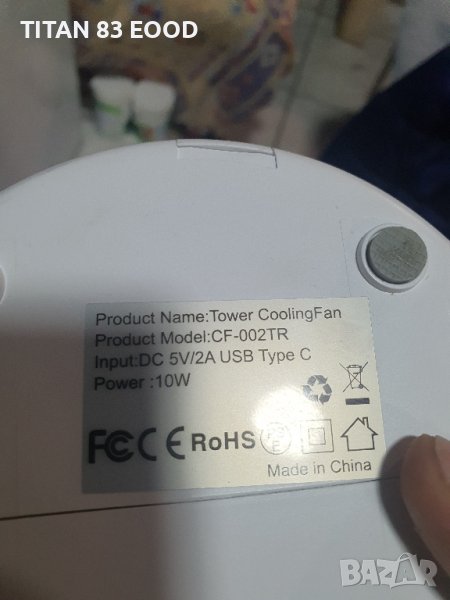 TITAN 83 EOOD
Product Name:Tower CoolingFan
Product Model:CF-002TR
Input:DC 5V/2A USB Type C
Power :10W
FC CE RoHS
Made in China
BAZAR